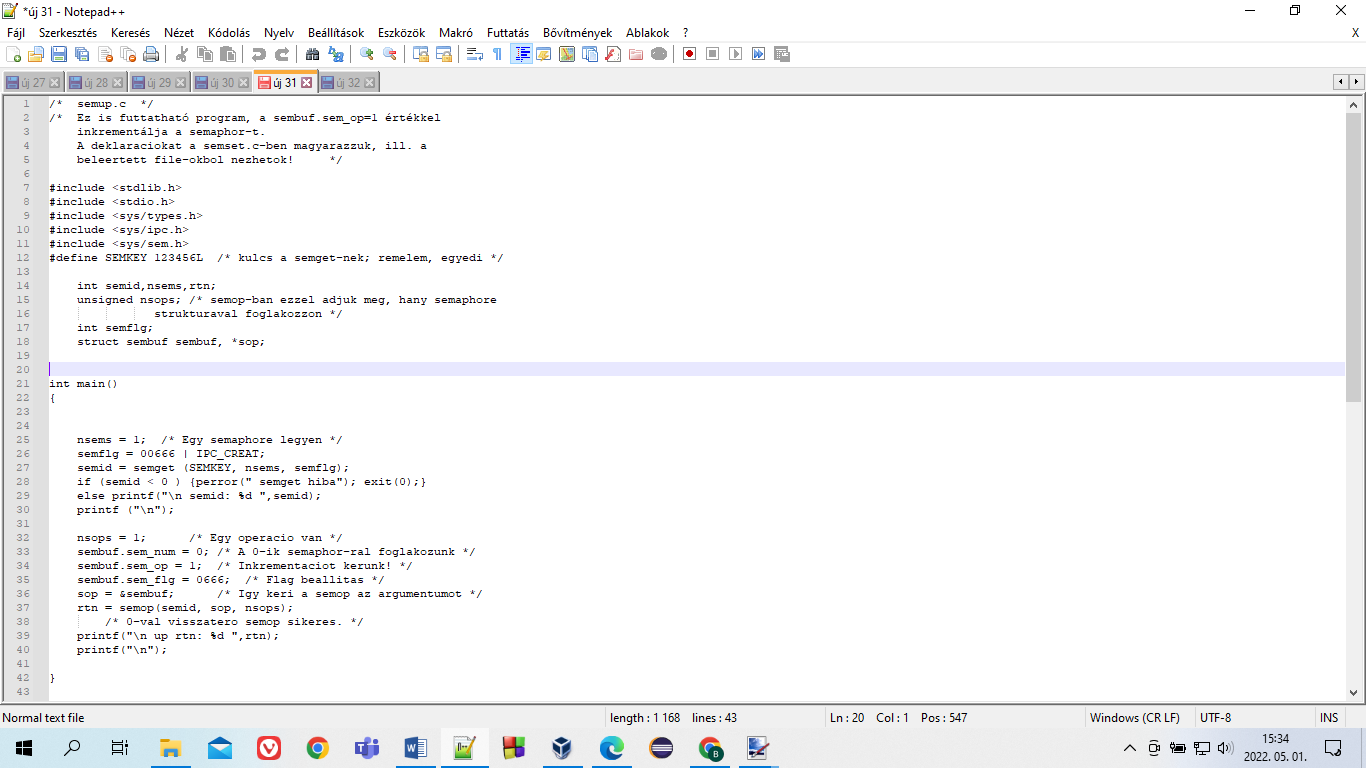 *új 31 - Notepad++
Fájl Szerkesztés Keresés Nézet Kódolás Nyelv Beállítások Eszközök Makró Futtatás Bővítmények Ablakok ? X
új 27 új 28 új 29 új 30 új 31 új 32
1 /*  semup.c  */
2 /*  Ez is futtatható program, a sembuf.sem_op=1 értékkel
3     inkrementálja a semaphor-t.
4     A deklaraciokat a semset.c-ben magyarazzuk, ill. a
5     beleertett file-okbol nezhetok!     */
6
7 #include <stdlib.h>
8 #include <stdio.h>
9 #include <sys/types.h>
10 #include <sys/ipc.h>
11 #include <sys/sem.h>
12 #define SEMKEY 123456L  /* kulcs a semget-nek; remelem, egyedi */
13
14     int semid,nsems,rtn;
15     unsigned nsops; /* semop-ban ezzel adjuk meg, hany semaphore
16                strukturaval foglakozzon */
17     int semflg;
18     struct sembuf sembuf, *sop;
19
20
21 int main()
22 {
23
24
25     nsems = 1;  /* Egy semaphore legyen */
26     semflg = 00666 | IPC_CREAT;
27     semid = semget (SEMKEY, nsems, semflg);
28     if (semid < 0 ) {perror(" semget hiba"); exit(0);}
29     else printf("\n semid: %d ",semid);
30     printf ("\n");
31
32     nsops = 1;      /* Egy operacio van */
33     sembuf.sem_num = 0; /* A 0-ik semaphor-ral foglakozunk */
34     sembuf.sem_op = 1;  /* Inkrementaciot kerunk! */
35     sembuf.sem_flg = 0666;  /* Flag beallitas */
36     sop = &sembuf;      /* Igy keri a semop az argumentumot */
37     rtn = semop(semid, sop, nsops);
38         /* 0-val visszatero semop sikeres. */
39     printf("\n up rtn: %d ",rtn);
40     printf("\n");
41
42 }
43
Normal text file length : 1 168 lines : 43 Ln : 20 Col : 1 Pos : 547 Windows (CR LF) UTF-8 INS
15:34
2022. 05. 01.